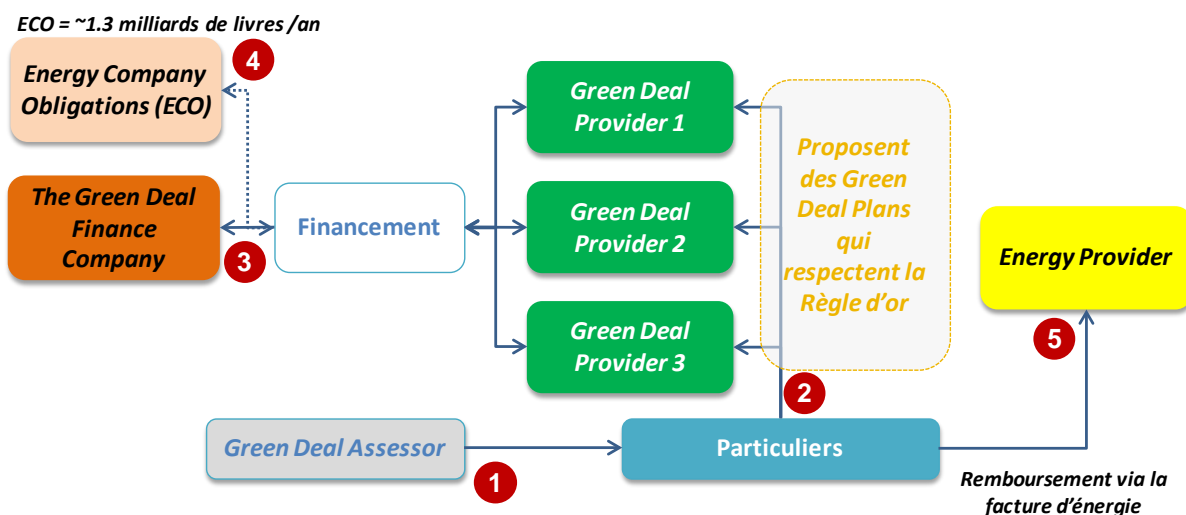 ECO = ~1.3 milliards de livres /an
4
Energy Company
Obligations (ECO)
The Green Deal
Finance
Company
3
Financement
Green Deal
Provider 1
Green Deal
Provider 2
Green Deal
Provider 3
Proposent
des Green
Deal Plans
qui
respectent la
Règle d’or
2
Energy Provider
5
Green Deal Assessor
1
Particuliers
Remboursement via la
facture d’énergie